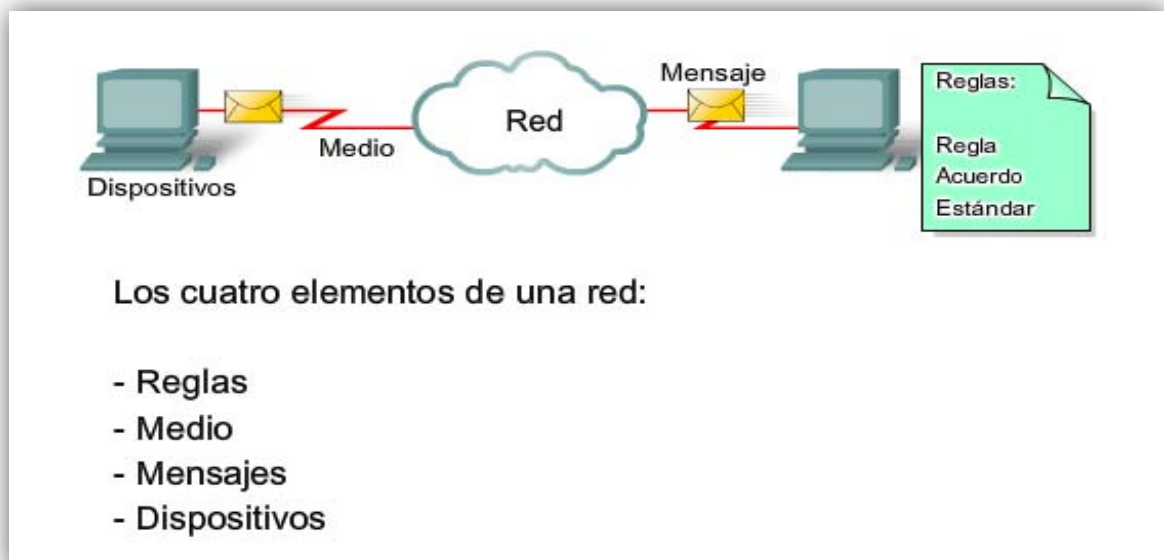 Mensaje
Red
Medio
Dispositivos
Reglas:
Regla
Acuerdo
Estándar
Los cuatro elementos de una red:
- Reglas
- Medio
- Mensajes
- Dispositivos